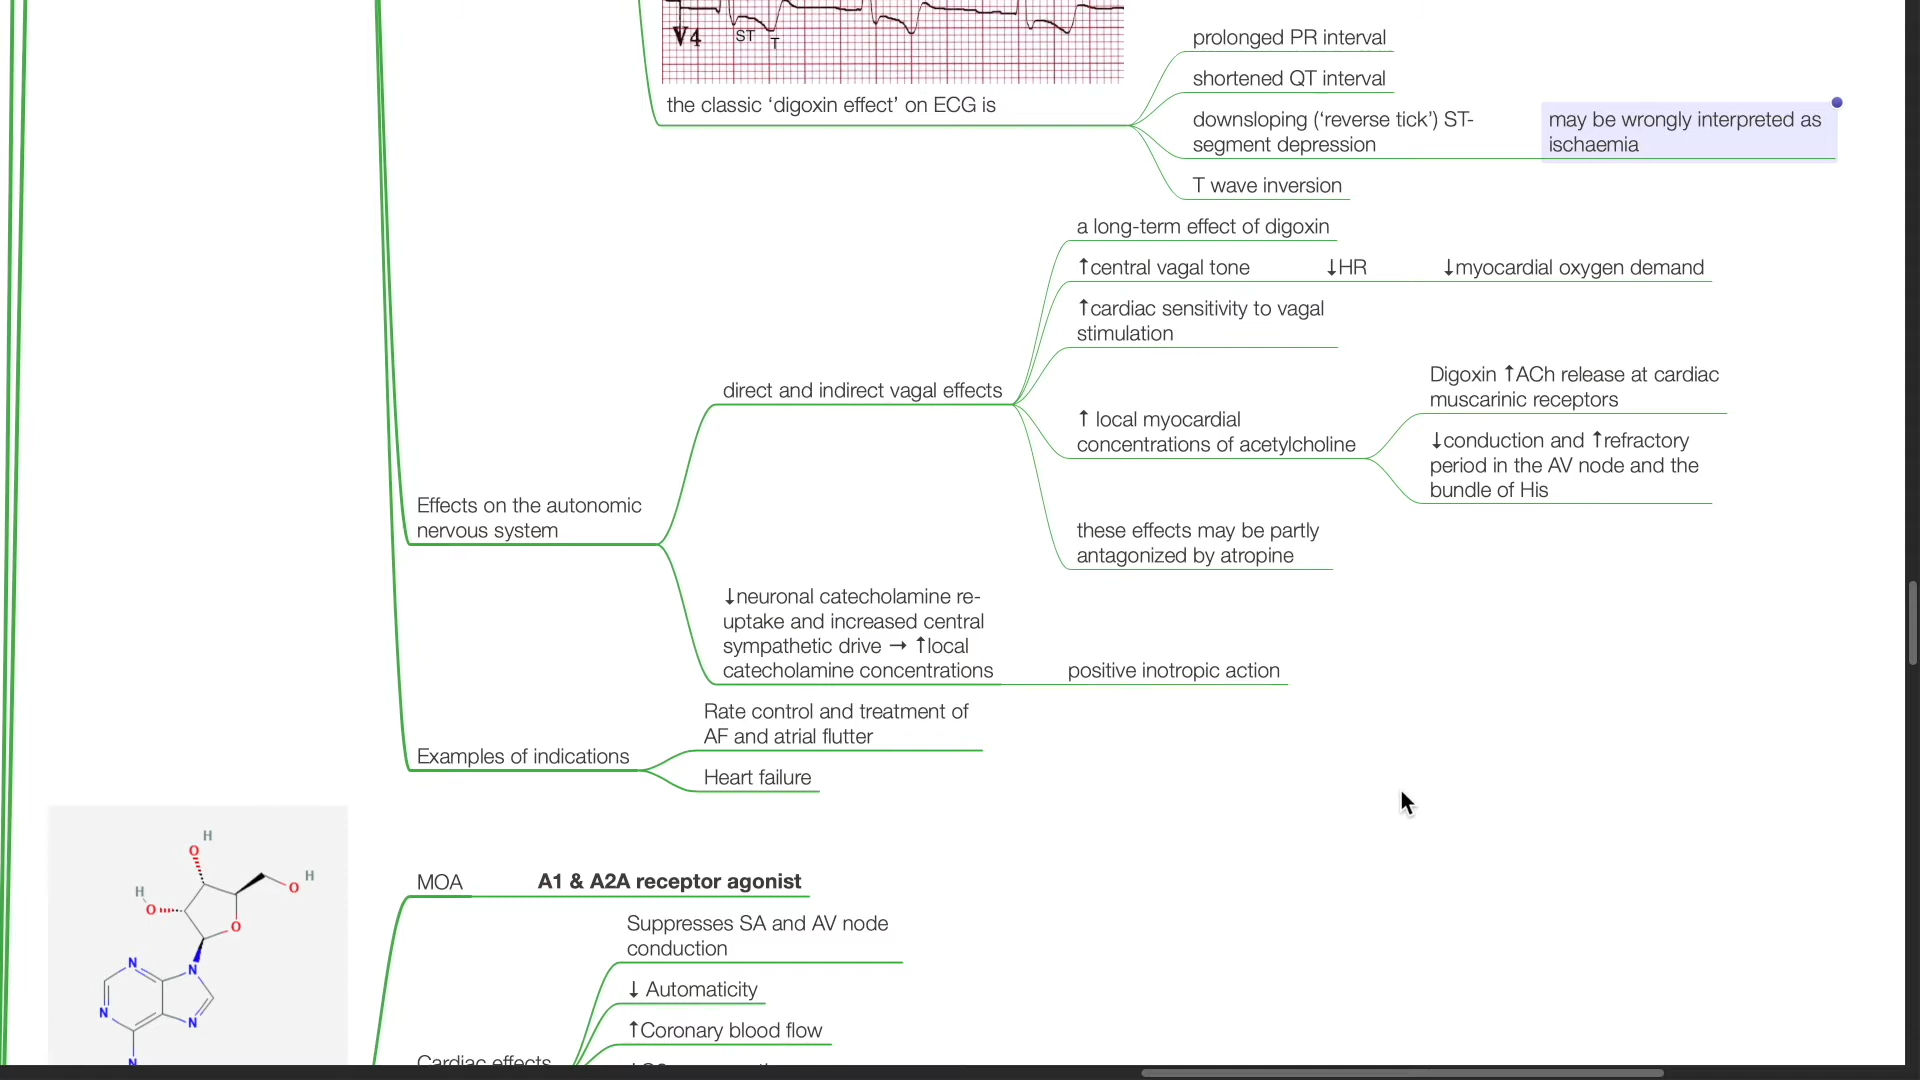 V4
ST
T
the classic ‘digoxin effect’ on ECG is
prolonged PR interval
shortened QT interval
downsloping (‘reverse tick’) ST-
segment depression
may be wrongly interpreted as
ischaemia
T wave inversion
Effects on the autonomic
nervous system
direct and indirect vagal effects
a long-term effect of digoxin
↑central vagal tone
↓HR
↓myocardial oxygen demand
↑cardiac sensitivity to vagal
stimulation
↑ local myocardial
concentrations of acetylcholine
Digoxin ↑ACh release at cardiac
muscarinic receptors
↓conduction and ↑refractory
period in the AV node and the
bundle of His
these effects may be partly
antagonized by atropine
↓neuronal catecholamine re-
uptake and increased central
sympathetic drive → ↑local
catecholamine concentrations
positive inotropic action
Examples of indications
Rate control and treatment of
AF and atrial flutter
Heart failure
H
O
H
O
H
O
O
N
N
N
N
N
MOA
A1 & A2A receptor agonist
Suppresses SA and AV node
conduction
↓ Automaticity
↑Coronary blood flow
Cardiac effects